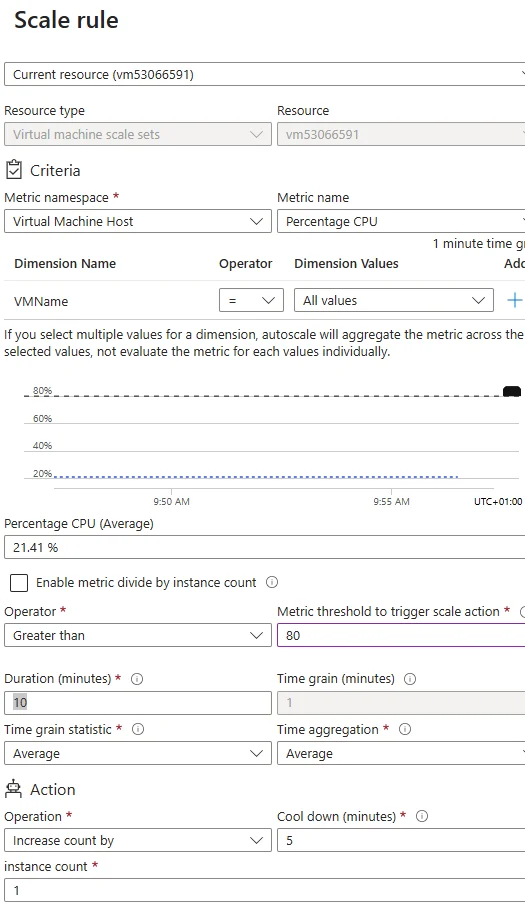 Scale rule
Current resource (vm53066591)
Resource type Resource
Virtual machine scale sets vm53066591
Criteria
Metric namespace * Metric name
Virtual Machine Host Percentage CPU
1 minute time gr
Dimension Name Operator Dimension Values Add
VMName = All values +
If you select multiple values for a dimension, autoscale will aggregate the metric across the
selected values, not evaluate the metric for each values individually.
80%
60%
40%
20%
9:50 AM 9:55 AM UTC+01:00
Percentage CPU (Average)
21.41 %
Enable metric divide by instance count
Operator * Metric threshold to trigger scale action *
Greater than 80
Duration (minutes) * Time grain (minutes)
10 1
Time grain statistic * Time aggregation *
Average Average
Action
Operation * Cool down (minutes) *
Increase count by 5
instance count *
1